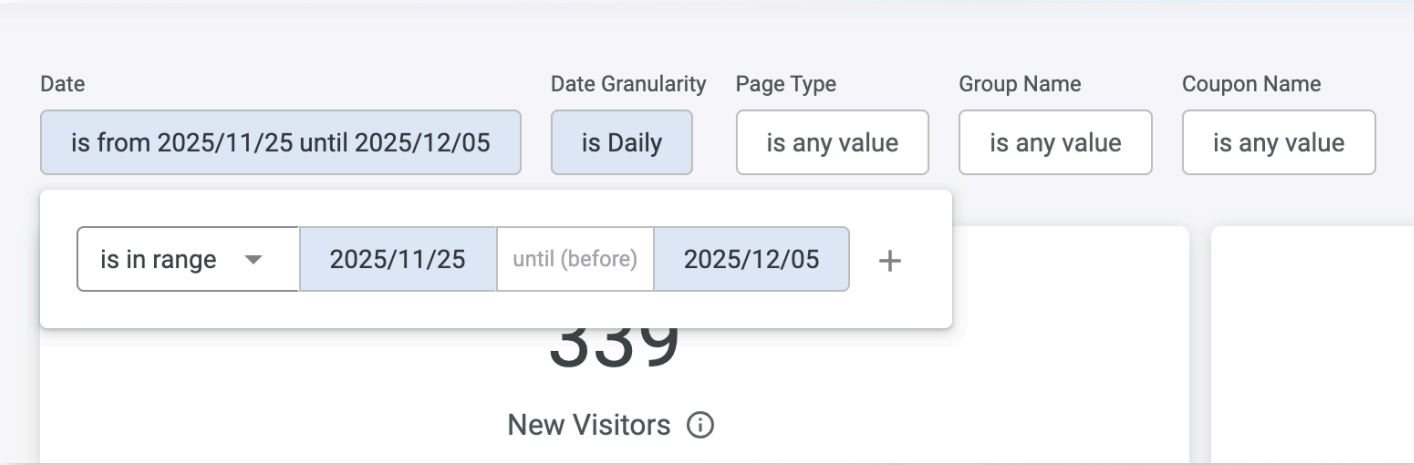 Date Date Granularity Page Type Group Name Coupon Name
is from 2025/11/25 until 2025/12/05 is Daily is any value is any value is any value
is in range 2025/11/25 until (before) 2025/12/05 +
339
New Visitors